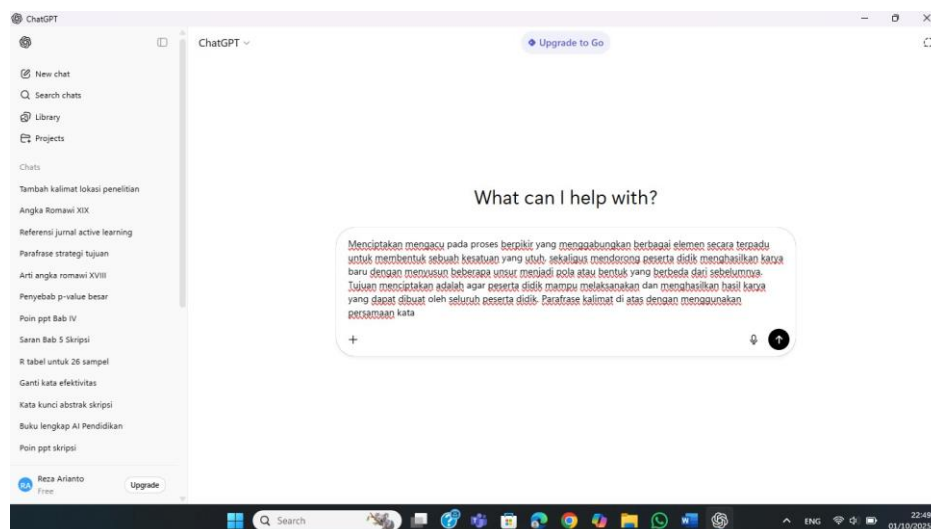 ChatGPT
ChatGPT
Upgrade to Go
New chat
Search chats
Library
Projects
Chats
Tambah kalimat lokasi penelitian
Angka Romawi XIX
Referensi jurnal active learning
Parafrase strategi tujuan
Arti angka romawi XVIII
Penyebab p-value besar
Poin ppt Bab IV
Saran Bab 5 Skripsi
R tabel untuk 26 sampel
Ganti kata efektivitas
Kata kunci abstrak skripsi
Buku lengkap AI Pendidikan
Poin ppt skripsi
RA
Reza Arianto
Free
Upgrade
What can I help with?
Menciptakan mengacu pada proses berpikir yang menggabungkan berbagai elemen secara terpadu
untuk membentuk sebuah kesatuan yang utuh. sekaligus mendorong peserta didik menghasilkan karya
baru dengan menyusun beberapa unsur menjadi pola atau bentuk yang berbeda dari sebelumnya.
Tujuan menciptakan adalah agar peserta didik mampu melaksanakan dan menghasilkan hasil karya
yang dapat dibuat oleh seluruh peserta didik. Parafrase kalimat di atas dengan menggunakan
persamaan kata
Search
ENG
22:49
01/10/2025